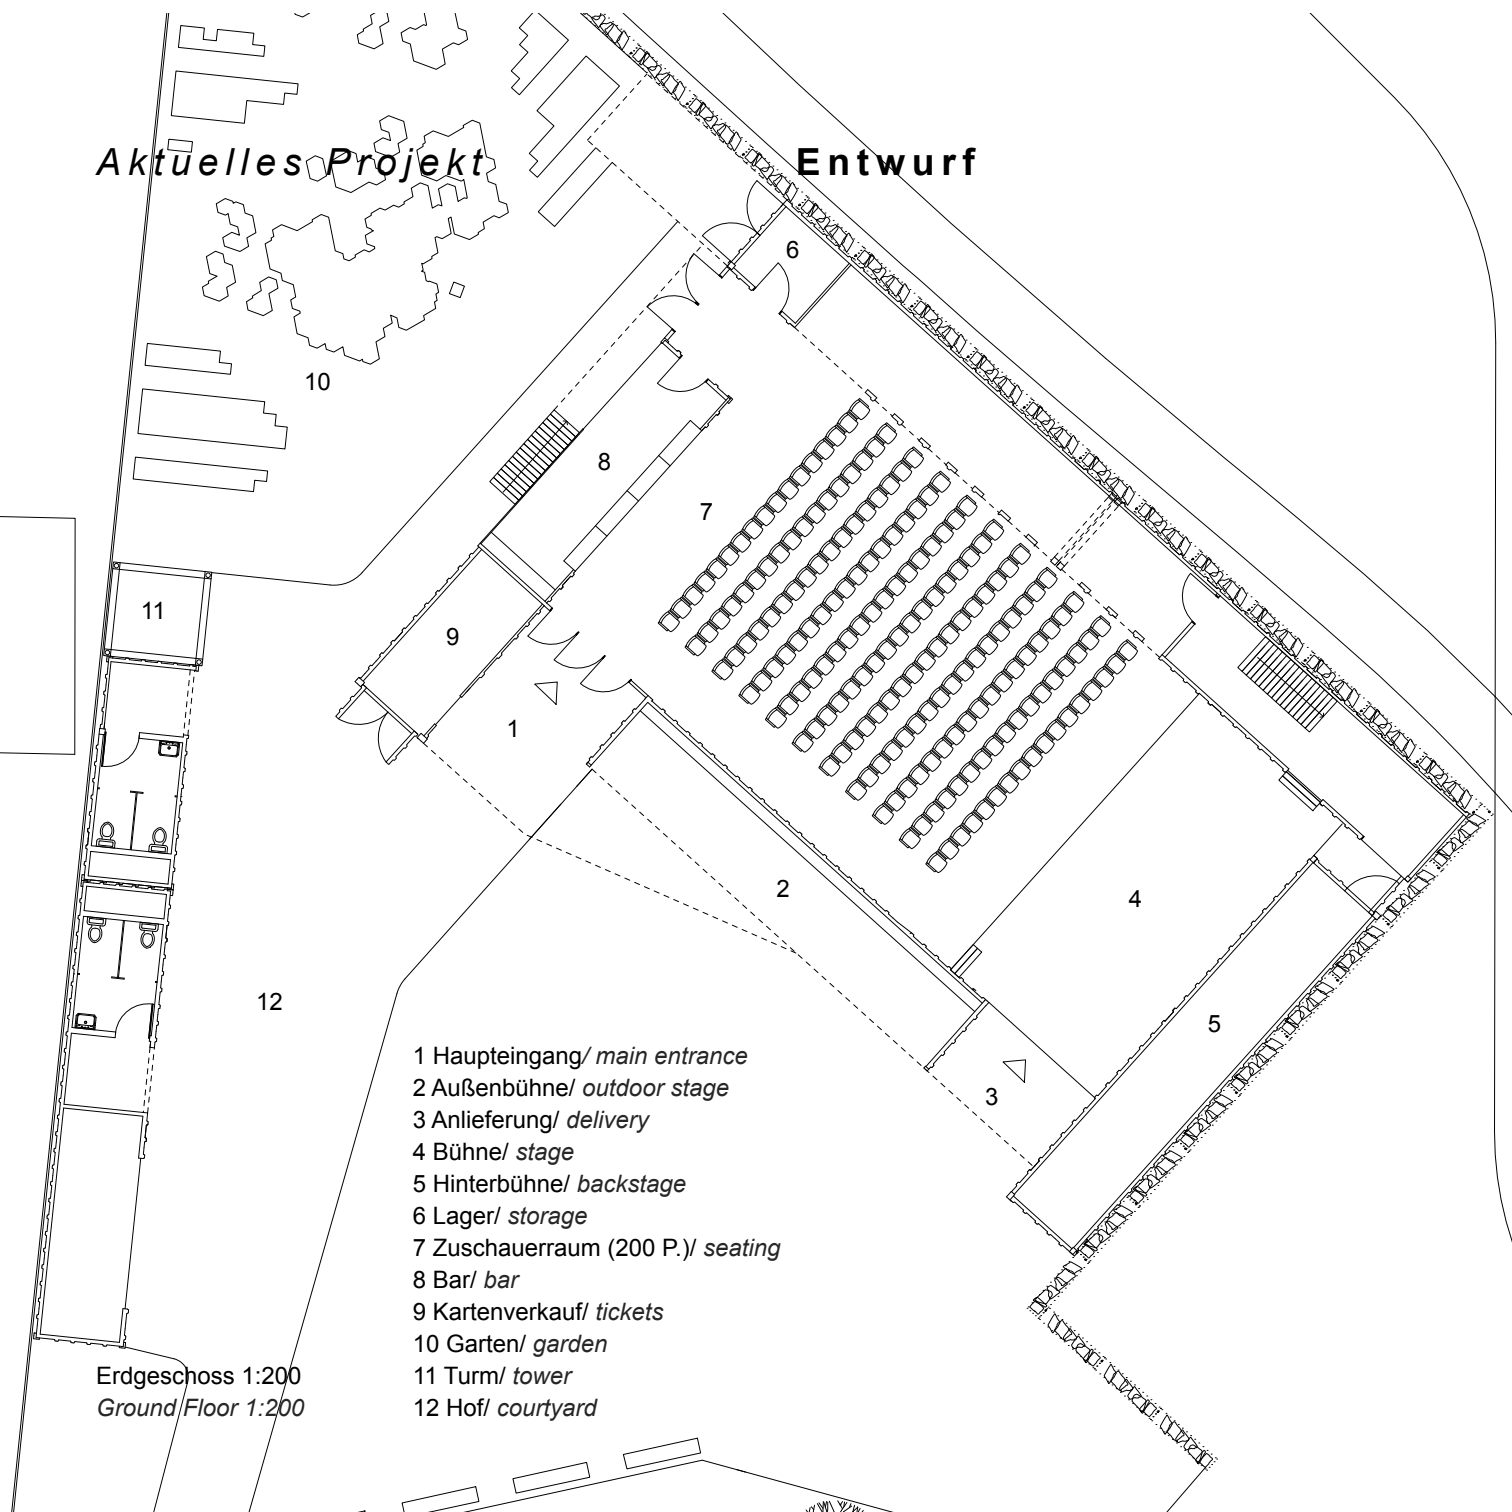 Aktuelles Projekt
Entwurf
6
10
8
7
11
9
1
2
4
12
5
3
1 Haupteingang/ main entrance
2 Außenbühne/ outdoor stage
3 Anlieferung/ delivery
4 Bühne/ stage
5 Hinterbühne/ backstage
6 Lager/ storage
7 Zuschauerraum (200 P.)/ seating
8 Bar/ bar
9 Kartenverkauf/ tickets
10 Garten/ garden
11 Turm/ tower
12 Hof/ courtyard
Erdgeschoss 1:200
Ground Floor 1:200